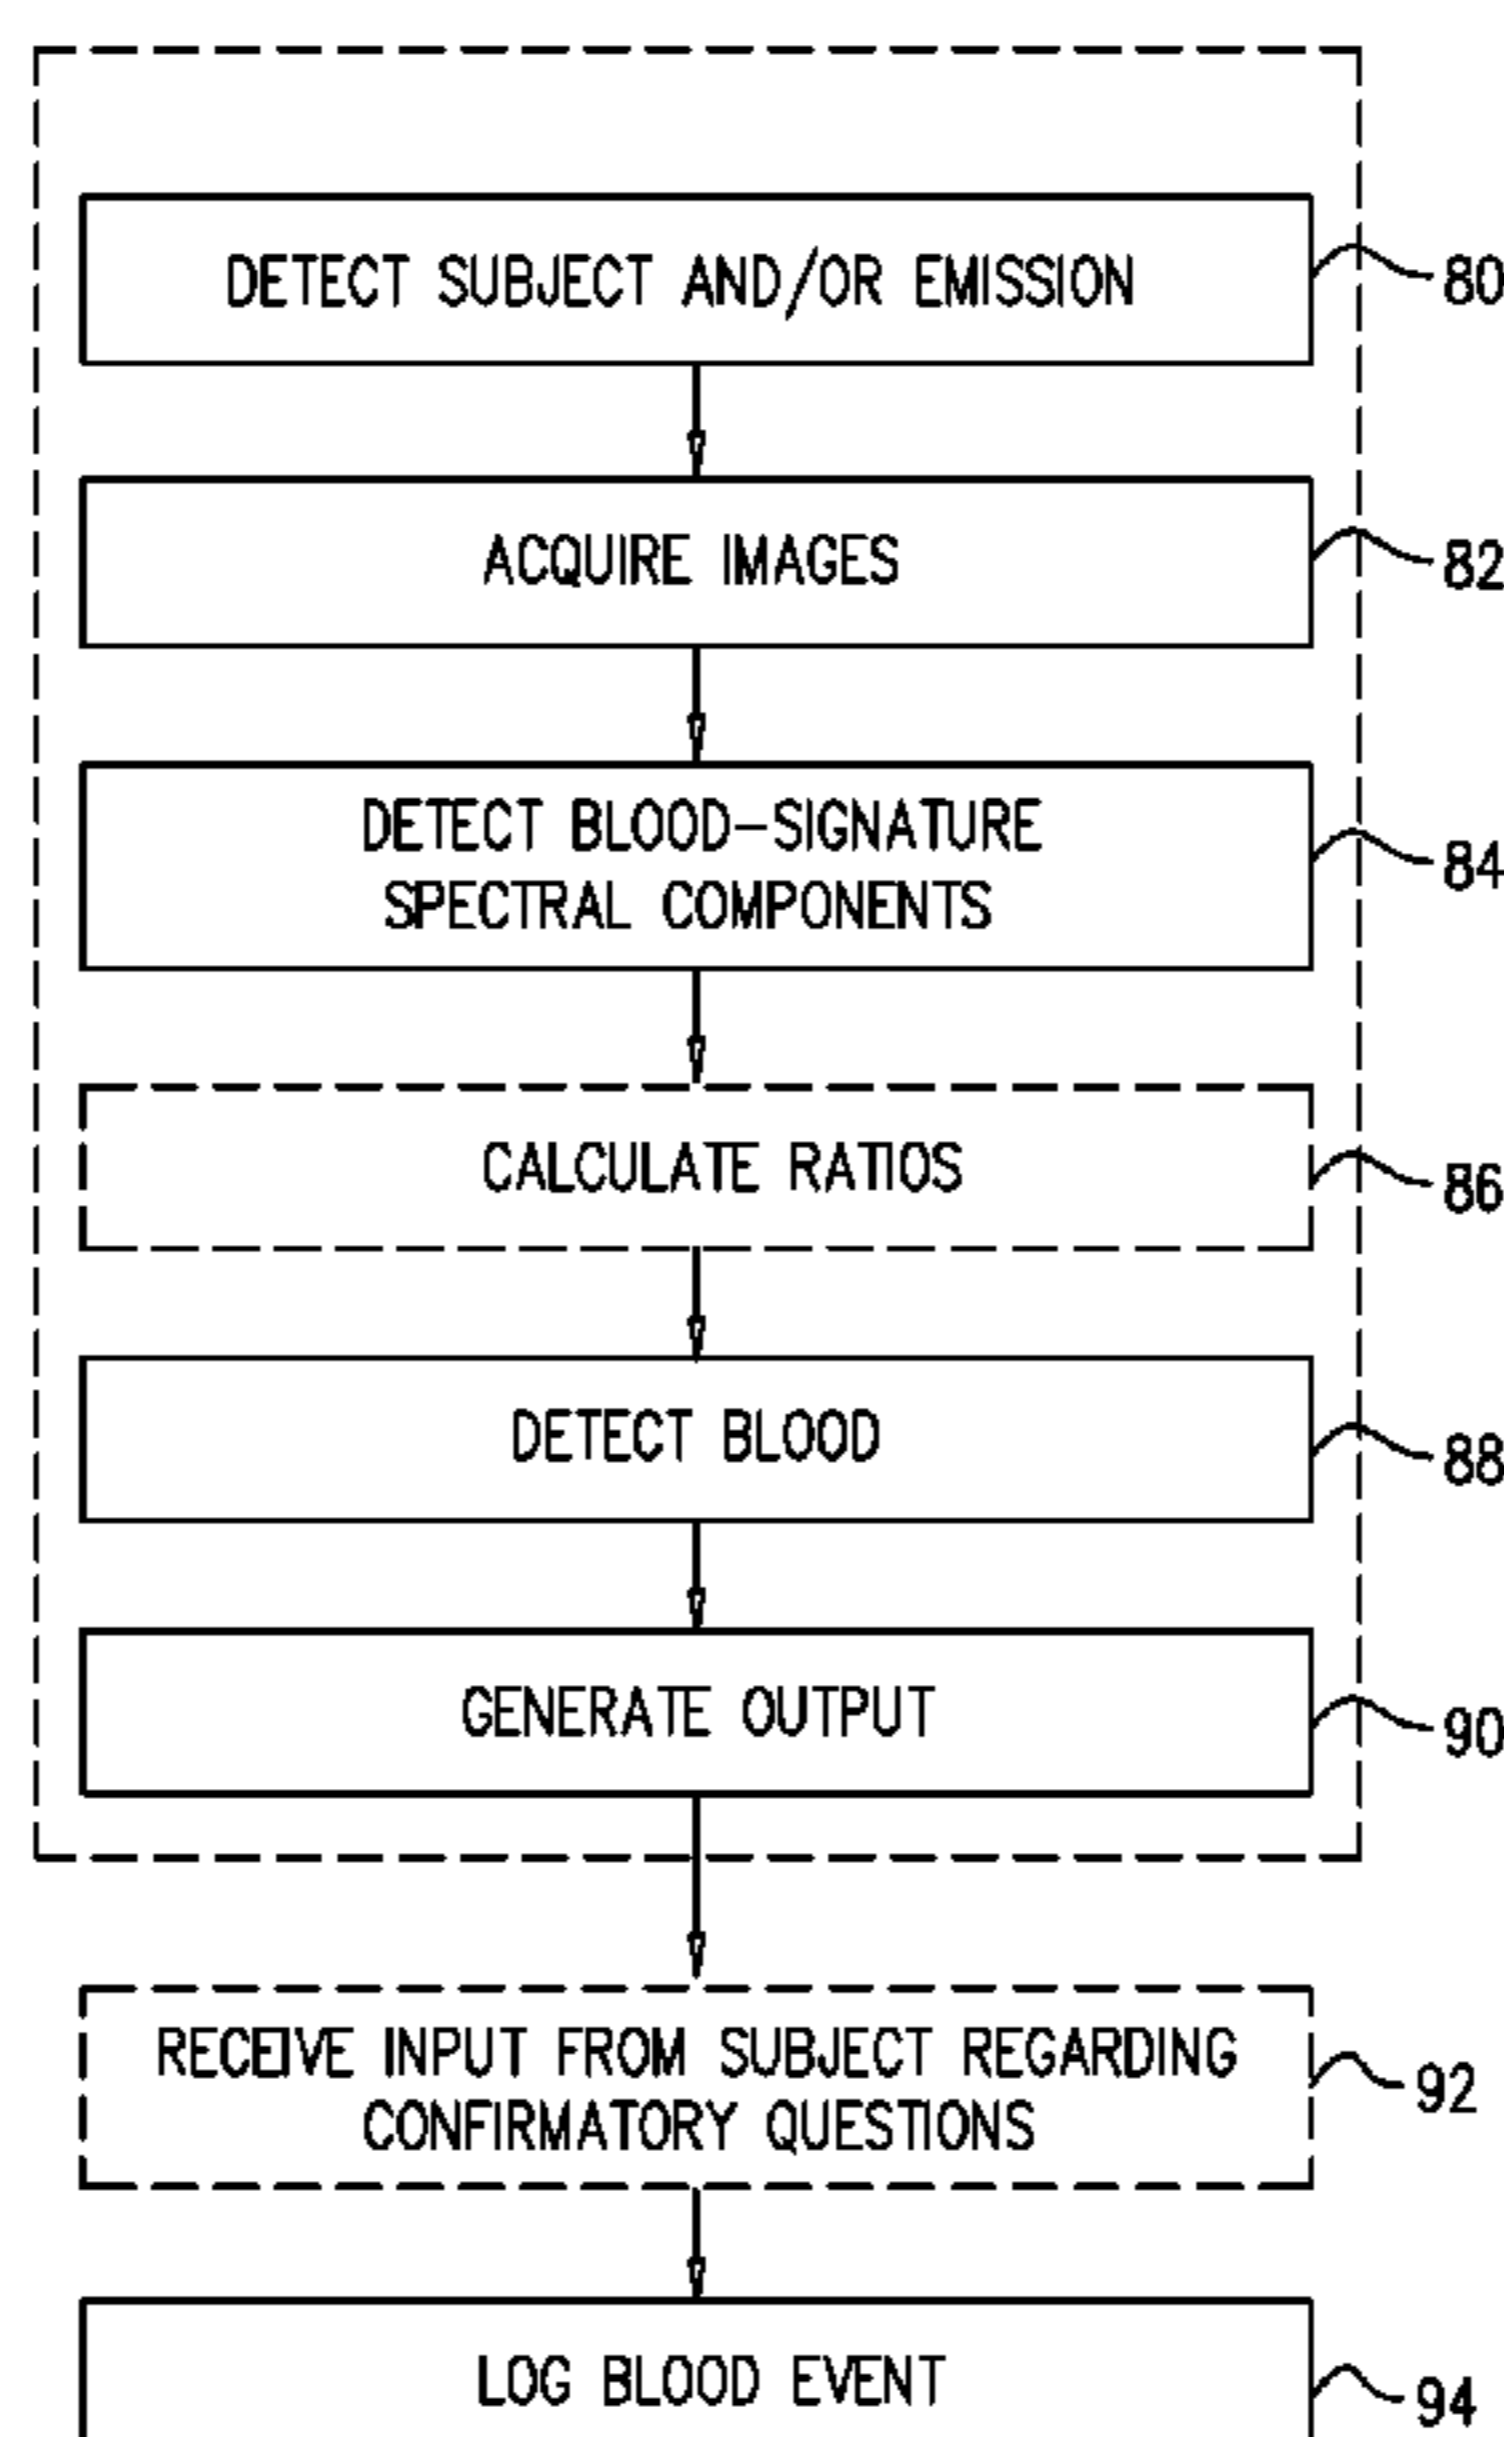 DETECT SUBJECT AND/OR EMISSION
80
ACQUIRE IMAGES
82
DETECT BLOOD-SIGNATURE
SPECTRAL COMPONENTS
84
CALCULATE RATIOS
86
DETECT BLOOD
88
GENERATE OUTPUT
90
RECEIVE INPUT FROM SUBJECT REGARDING
CONFIRMATORY QUESTIONS
92
LOG BLOOD EVENT
94